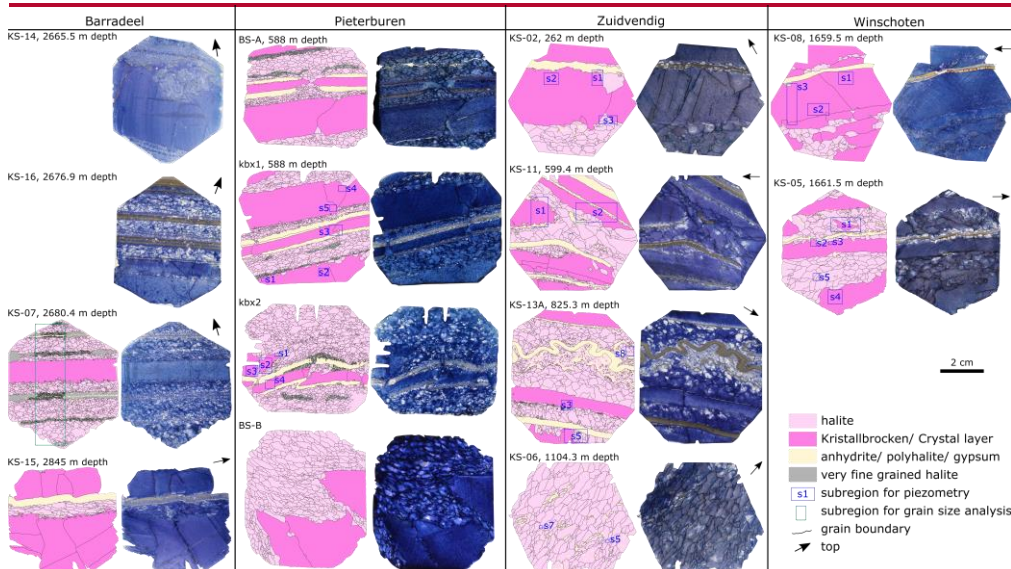 Barradeel
KS-14, 2665.5 m depth
KS-16, 2676.9 m depth
KS-07, 2680.4 m depth
KS-15, 2845 m depth
Pieterburen
BS-A, 588 m depth
kbx1, 588 m depth
s4
s5
s3
s1
s2
kbx2
s1
s2
s3
s4
BS-B
Zuidvendig
KS-02, 262 m depth
s2
s1
s3
KS-11, 599.4 m depth
s1
s2
KS-13A, 825.3 m depth
s3
s5
KS-06, 1104.3 m depth
s7
s5
Winschoten
KS-08, 1659.5 m depth
s1
s3
s2
KS-05, 1661.5 m depth
s1
s2
s3
s5
s4
2 cm
halite
Kristallbrocken/ Crystal layer
anhydrite/ polyhalite/ gypsum
very fine grained halite
s1 subregion for piezometry
subregion for grain size analysis
grain boundary
top